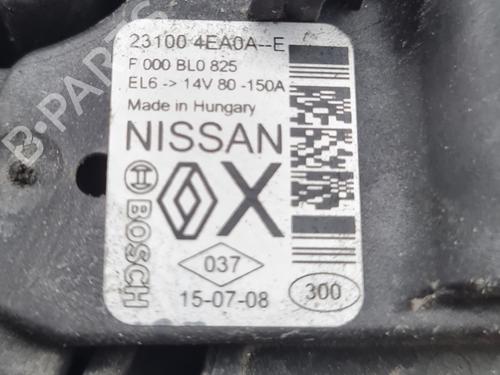 23100 4EA0A--E
F 000 BL0 825
EL6 -> 14V 80 -150A
Made in Hungary
NISSAN
X
BOSCH
037
15-07-08
300
B-Parts